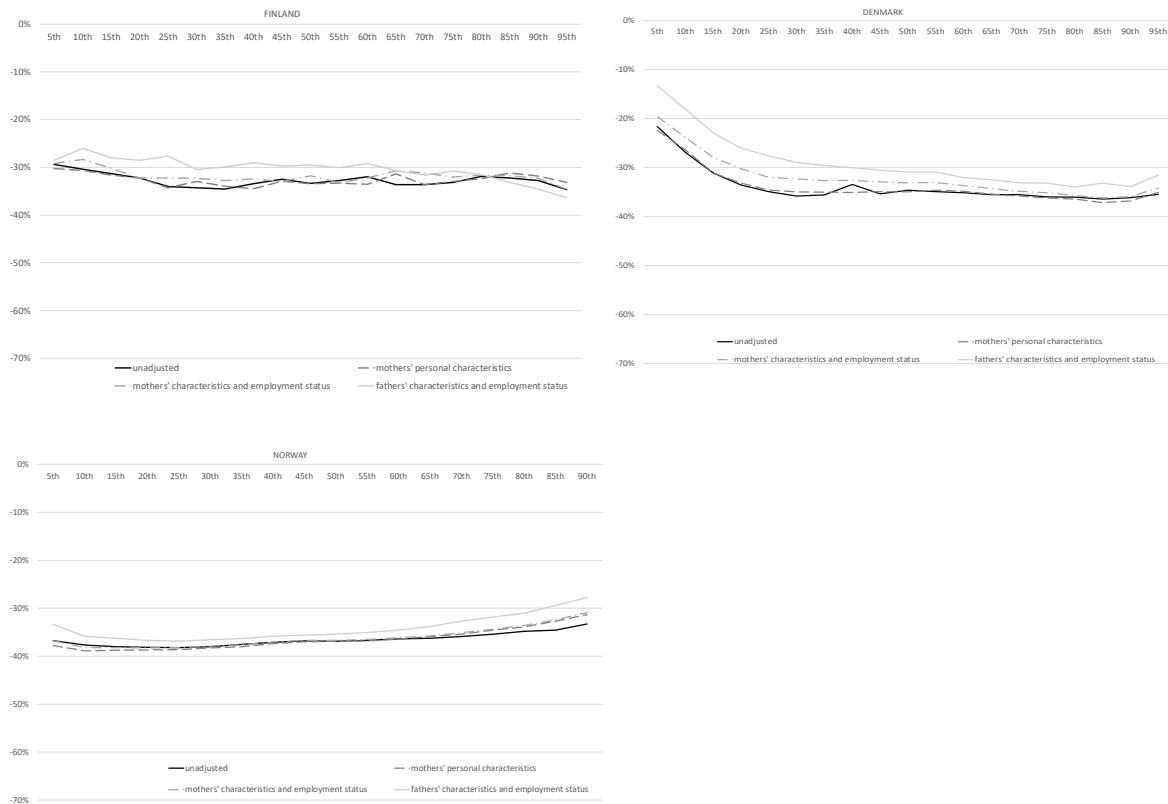 FINLAND
0%
5th 10th 15th 20th 25th 30th 35th 40th 45th 50th 55th 60th 65th 70th 75th 80th 85th 90th 95th
-10%
-20%
-30%
-40%
-50%
-60%
-70%
unadjusted
mothers' personal characteristics
mothers' characteristics and employment status
fathers' characteristics and employment status
DENMARK
0%
5th 10th 15th 20th 25th 30th 35th 40th 45th 50th 55th 60th 65th 70th 75th 80th 85th 90th 95th
-10%
-20%
-30%
-40%
-50%
-60%
-70%
unadjusted
mothers' personal characteristics
mothers' characteristics and employment status
fathers' characteristics and employment status
NORWAY
0%
5th 10th 15th 20th 25th 30th 35th 40th 45th 50th 55th 60th 65th 70th 75th 80th 85th 90th
-10%
-20%
-30%
-40%
-50%
-60%
-70%
unadjusted
mothers' personal characteristics
mothers' characteristics and employment status
fathers' characteristics and employment status